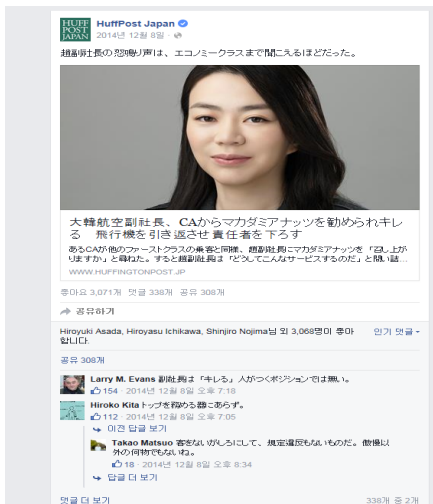 HUFF POST JAPAN
HuffPost Japan
2014년 12월 8일 ·
趙副社長の怒鳴り声は、エコノミークラスまで聞こえるほどだった。
大韓航空副社長、CAからマカダミアナッツを勧められキレ
る 飛行機を引き返させ責任者を下ろす
あるCAが他のファーストクラスの乗客と同様、趙副社長にマカダミアナッツを「召し上が
りますか」と尋ねた。すると趙副社長は「どうしてこんなサービスするのだ」と問い詰...
WWW.HUFFINGTONPOST.JP
좋아요 3,071개 댓글 338개 공유 308개
공유하기
Hiroyuki Asada, Hiroyasu Ichikawa, Shinjiro Nojima님 외 3,068명이 좋아
합니다.
인기 댓글
공유 308개
Larry M. Evans 副社長は「キレる」人がつくポジションでは無い。
154 · 2014년 12월 8일 오후 7:18
Hiroko Kita トップを務める器にあらず。
112 · 2014년 12월 8일 오후 7:05
이전 답글 보기
Takao Matsuo 客をないがしろにして、規定違反もないものだ。傲慢以
外の何物でもないね。
18 · 2014년 12월 8일 오후 8:34
답글 더 보기
댓글 더 보기
338개 중 2개